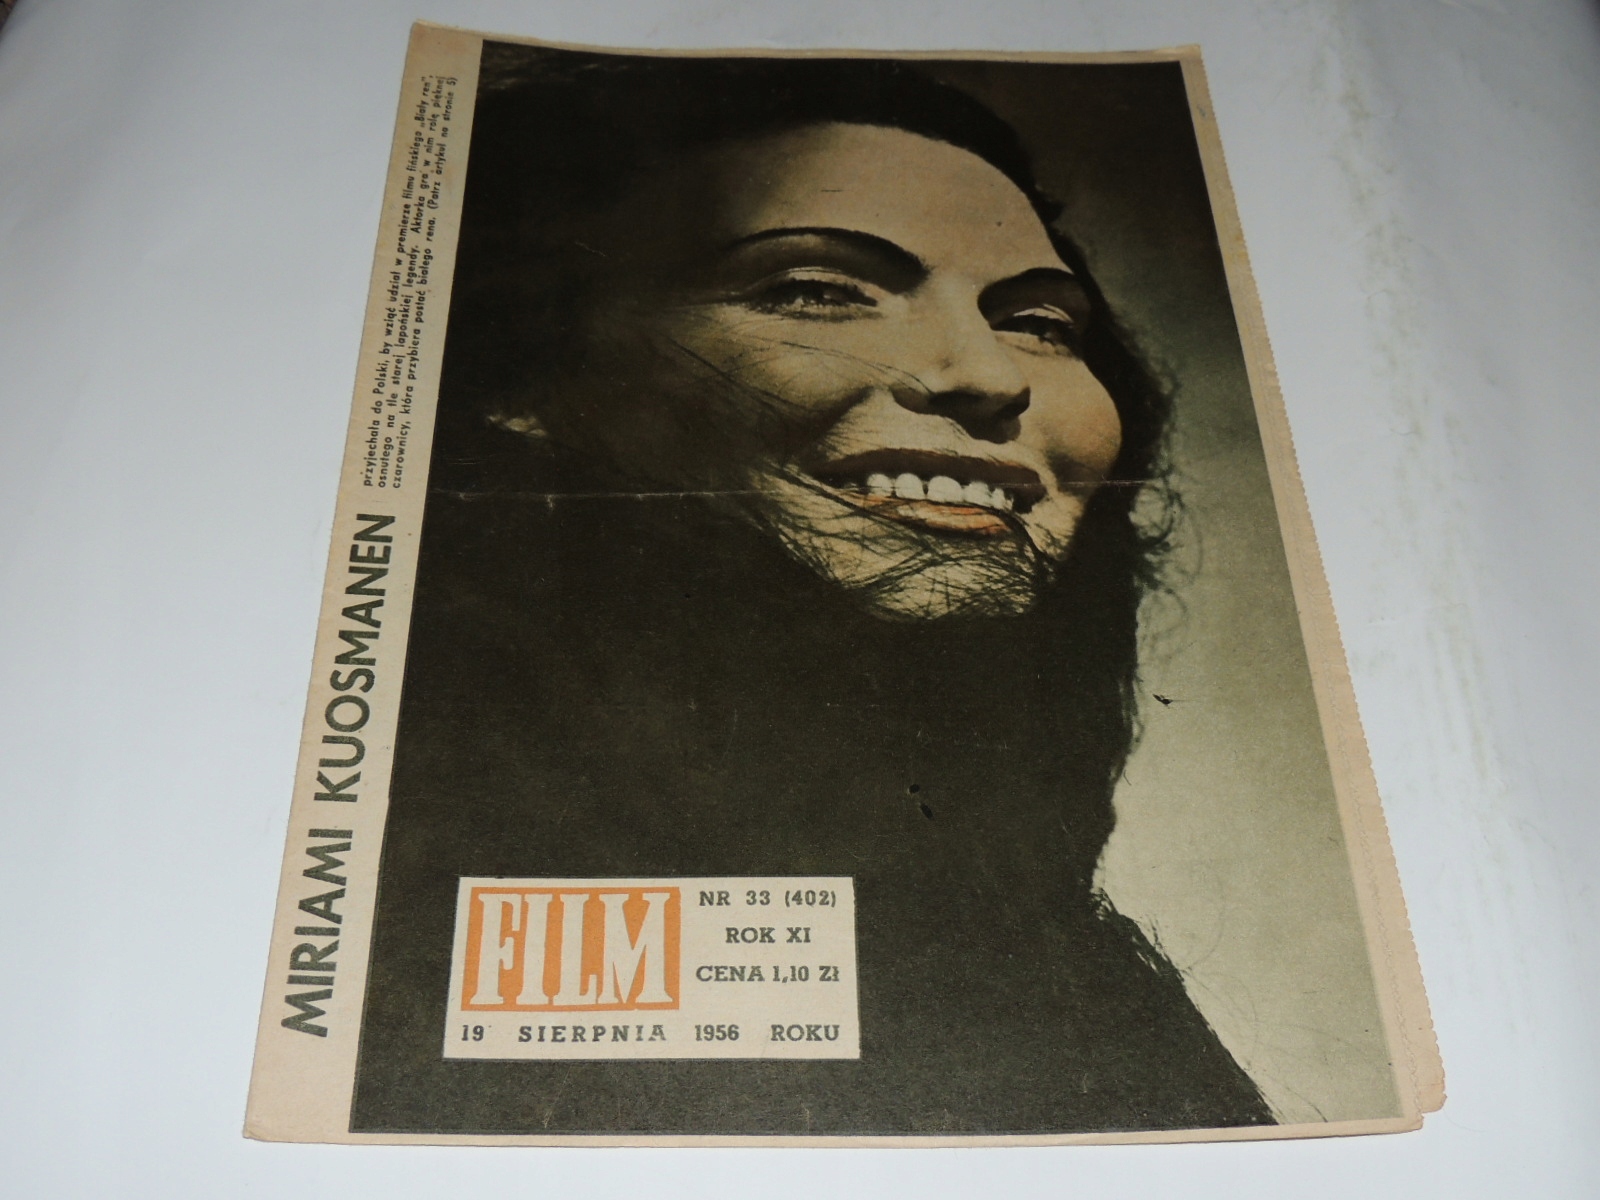 MIRIAMI KUOSMANEN
przyjechała do Polski, by wziąć udział w premierze filmu fińskiego „Biały ren",
osnutego na tle starej lapońskiej legendy. Aktorka gra w nim rolę pięknej
czarownicy, która przybiera postać białego rena. (Patrz artykuł na stronie 5)
FILM
NR 33 (402)
ROK XI
CENA 1,10 Zł
19 SIERPNIA 1956 ROKU